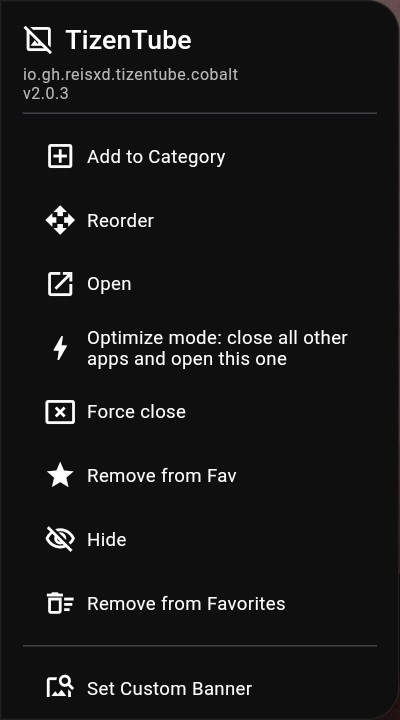 TizenTube
io.gh.reisxd.tizentube.cobalt
v2.0.3
Add to Category
Reorder
Open
Optimize mode: close all other
apps and open this one
Force close
Remove from Fav
Hide
Remove from Favorites
Set Custom Banner